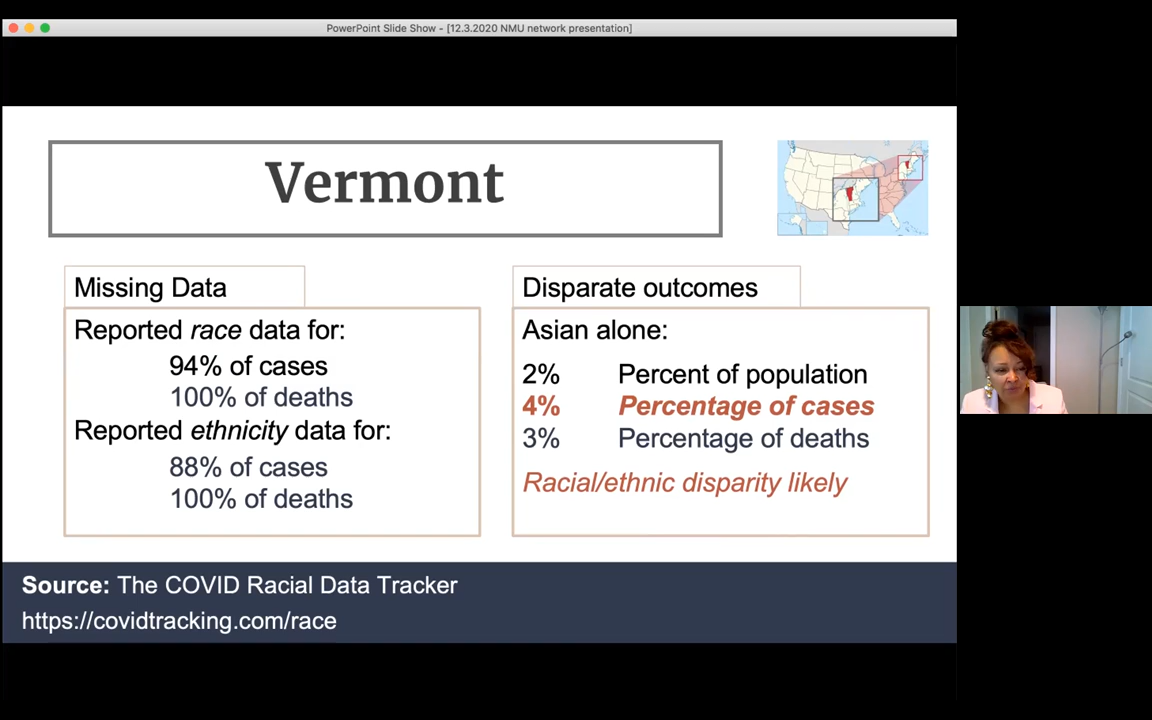 PowerPoint Slide Show - [12.3.2020 NMU network presentation]
Vermont
Missing Data
Reported race data for:
94% of cases
100% of deaths
Reported ethnicity data for:
88% of cases
100% of deaths
Disparate outcomes
Asian alone:
2% Percent of population
4% Percentage of cases
3% Percentage of deaths
Racial/ethnic disparity likely
Source: The COVID Racial Data Tracker
https://covidtracking.com/race